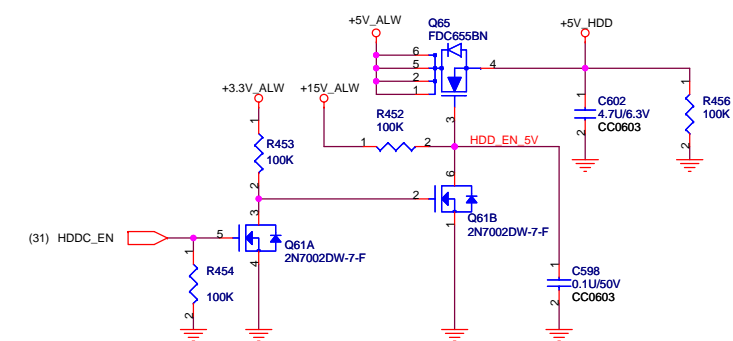 +5V_ALW
Q65
FDC655BN
+5V_HDD
6
5
2
1
4
3
+3.3V_ALW
+15V_ALW
R452
100K
1
2
HDD_EN_5V
1
C602
4.7U/6.3V
CC0603
2
1
R456
100K
2
1
R453
100K
2
3
2
6
1
Q61B
2N7002DW-7-F
(31) HDDC_EN
5
Q61A
2N7002DW-7-F
4
1
R454
100K
2
1
C598
0.1U/50V
CC0603
2